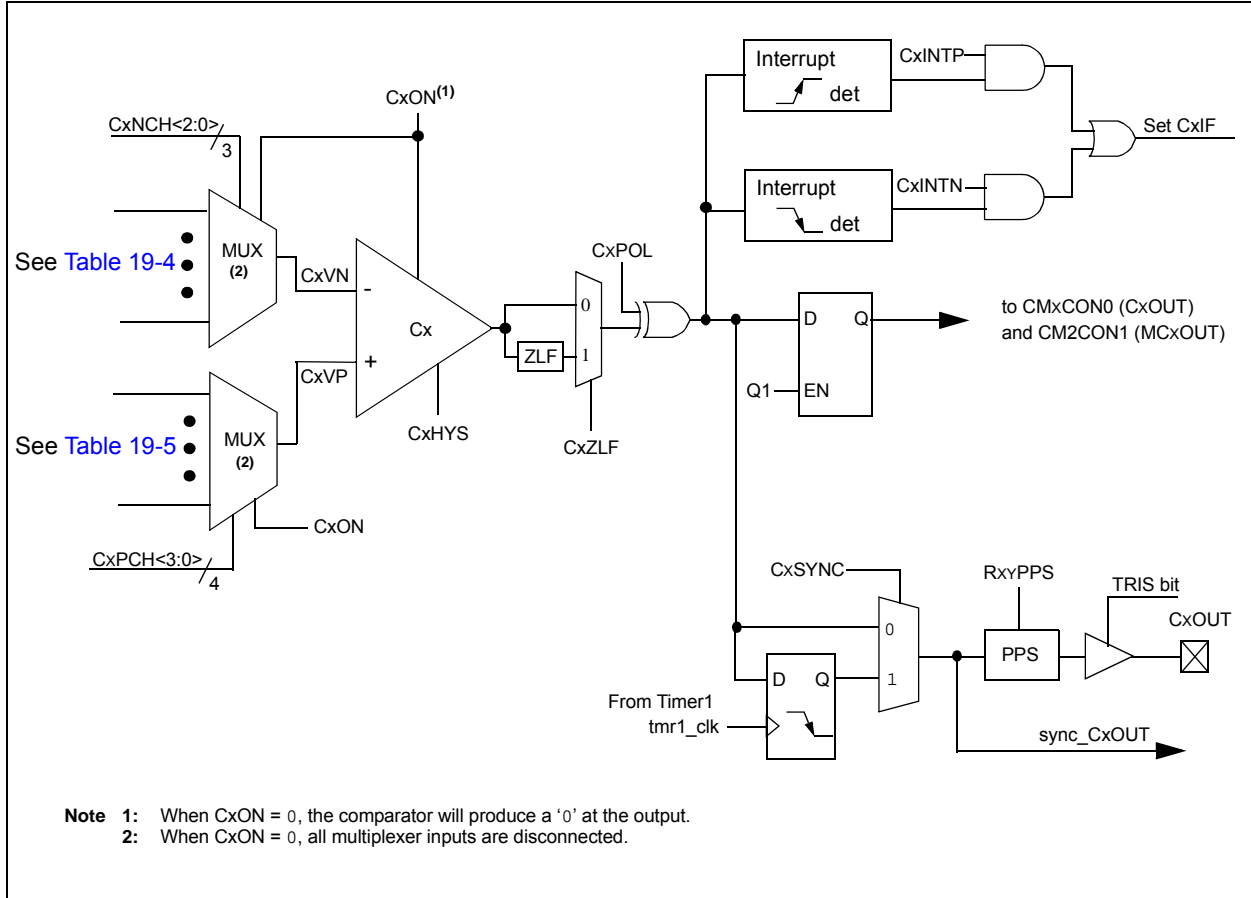 CxON(1)
CxNCH<2:0>
3
MUX
(2)
See Table 19-4
CxVN
-
Cx
+
CxVP
CxHYS
See Table 19-5
MUX
(2)
CxON
CxPCH<3:0>
4
ZLF
0
1
CxZLF
CxPOL
Interrupt
det
CxINTP
Interrupt
det
CxINTN
Set CxIF
D Q
Q1
EN
to CMxCON0 (CxOUT)
and CM2CON1 (MCxOUT)
CxSYNC
0
1
D Q
From Timer1
tmr1_clk
RxyPPS
PPS
TRIS bit
CxOUT
sync_CxOUT
Note 1: When CxON = 0, the comparator will produce a ‘0’ at the output.
2: When CxON = 0, all multiplexer inputs are disconnected.